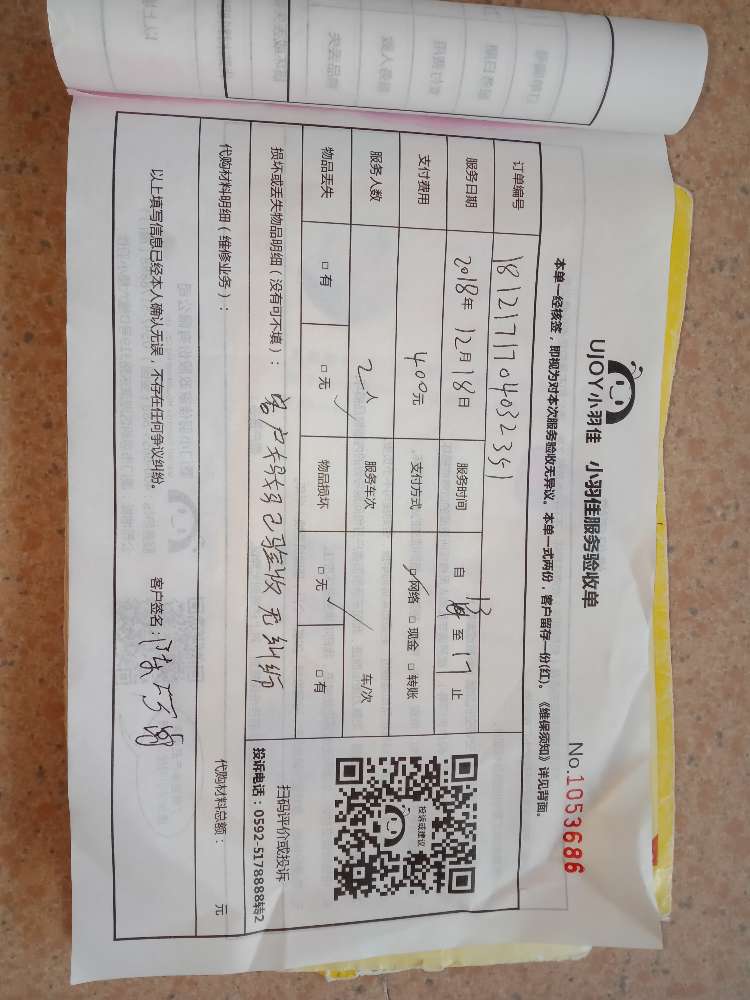 UJOY小羽佳 小羽佳服务验收单
No.1053686
本单一经核签，即视为对本次服务验收无异议。本单一式两份，客户留存一份(红)。《维保须知》详见背面。
订单编号 1812171704032351
服务日期 2018年 12月 18日 服务时间 自 13 至 17 止
支付费用 400元 支付方式 □网络 □现金 □转账
服务人数 2人 服务车次 车/次
物品丢失 □有 □无 物品损坏 □无 □有
投诉或建议
扫码评价或投诉
投诉电话：0592-5178888转2
损坏或丢失物品明细（没有可不填）： 客户 已验收无纠纷
代购材料明细（维修业务）： 代购材料总额： 元
以上填写信息已经本人确认无误，不存在任何争议纠纷。 客户签名：